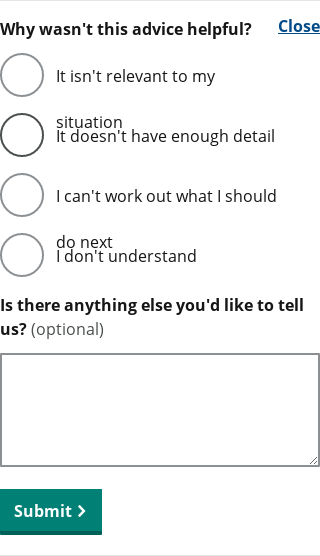 Why wasn't this advice helpful?
Close
It isn't relevant to my
situation
It doesn't have enough detail
I can't work out what I should
do next
I don't understand
Is there anything else you'd like to tell
us? (optional)
Submit